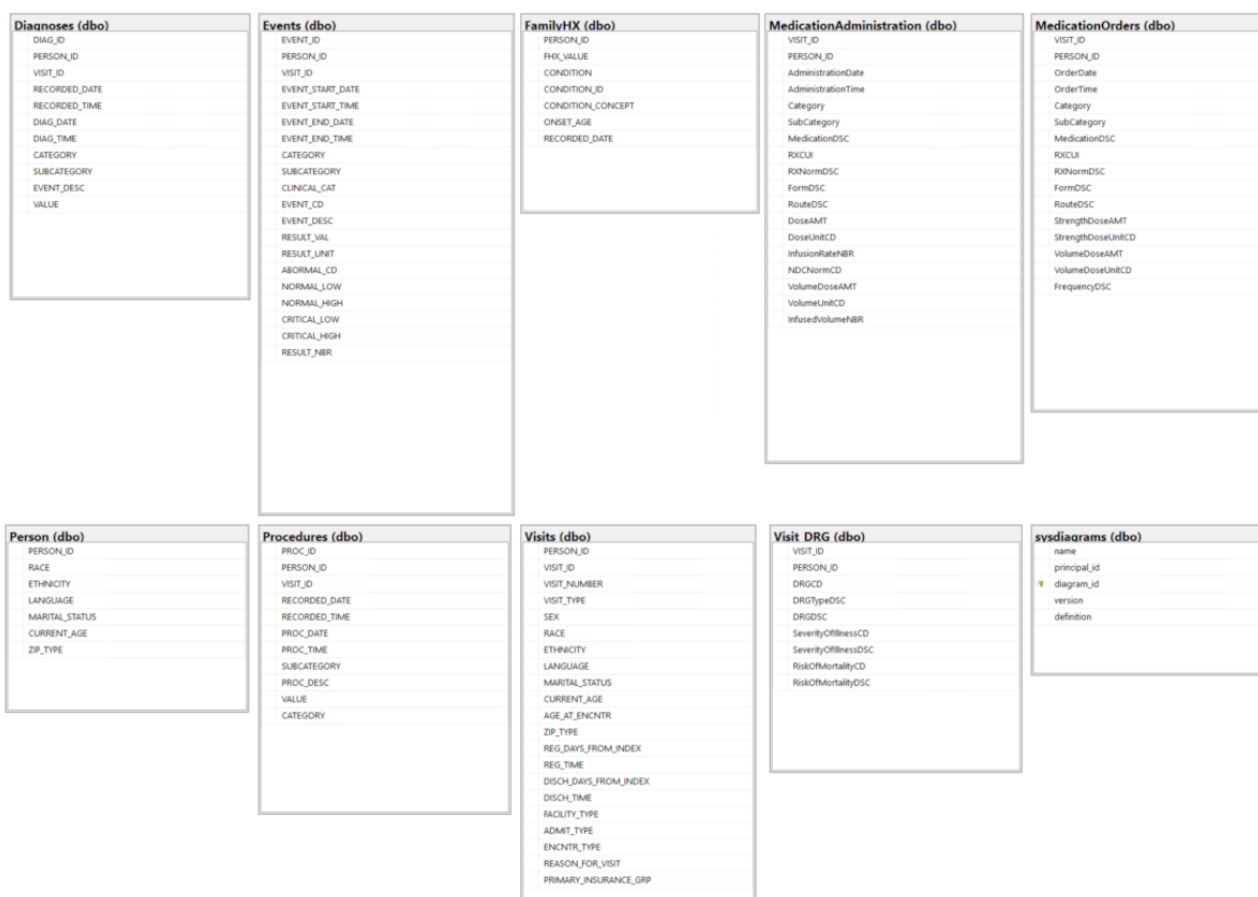 Diagnoses (dbo)
DIAG_ID
PERSON_ID
VISIT_ID
RECORDED_DATE
RECORDED_TIME
DIAG_DATE
DIAG_TIME
CATEGORY
SUBCATEGORY
EVENT_DESC
VALUE
Events (dbo)
EVENT_ID
PERSON_ID
VISIT_ID
EVENT_START_DATE
EVENT_START_TIME
EVENT_END_DATE
EVENT_END_TIME
CATEGORY
SUBCATEGORY
CLINICAL_CAT
EVENT_CD
EVENT_DESC
RESULT_VAL
RESULT_UNIT
ABORMAL_CD
NORMAL_LOW
NORMAL_HIGH
CRITICAL_LOW
CRITICAL_HIGH
RESULT_NBR
FamilyHX (dbo)
PERSON_ID
FHX_VALUE
CONDITION
CONDITION_ID
CONDITION_CONCEPT
ONSET_AGE
RECORDED_DATE
MedicationAdministration (dbo)
VISIT_ID
PERSON_ID
AdministrationDate
AdministrationTime
Category
SubCategory
MedicationDSC
RXCUI
RXNormDSC
FormDSC
RouteDSC
DoseAMT
DoseUnitCD
InfusionRateNBR
NDCNormCD
VolumeDoseAMT
VolumeUnitCD
InfusedVolumeNBR
MedicationOrders (dbo)
VISIT_ID
PERSON_ID
OrderDate
OrderTime
Category
SubCategory
MedicationDSC
RXCUI
RXNormDSC
FormDSC
RouteDSC
StrengthDoseAMT
StrengthDoseUnitCD
VolumeDoseAMT
VolumeDoseUnitCD
FrequencyDSC
Person (dbo)
PERSON_ID
RACE
ETHNICITY
LANGUAGE
MARITAL_STATUS
CURRENT_AGE
ZIP_TYPE
Procedures (dbo)
PROC_ID
PERSON_ID
VISIT_ID
RECORDED_DATE
RECORDED_TIME
PROC_DATE
PROC_TIME
SUBCATEGORY
PROC_DESC
VALUE
CATEGORY
Visits (dbo)
PERSON_ID
VISIT_ID
VISIT_NUMBER
VISIT_TYPE
SEX
RACE
ETHNICITY
LANGUAGE
MARITAL_STATUS
CURRENT_AGE
AGE_AT_ENCNTR
ZIP_TYPE
REG_DAYS_FROM_INDEX
REG_TIME
DISCH_DAYS_FROM_INDEX
DISCH_TIME
FACILITY_TYPE
ADMIT_TYPE
ENCNTR_TYPE
REASON_FOR_VISIT
PRIMARY_INSURANCE_GRP
Visit_DRG (dbo)
VISIT_ID
PERSON_ID
DRGCD
DRGTypeDSC
DRGDSC
SeverityOfIllnessCD
SeverityOfIllnessDSC
RiskOfMortalityCD
RiskOfMortalityDSC
sysdiagrams (dbo)
name
principal_id
diagram_id
version
definition